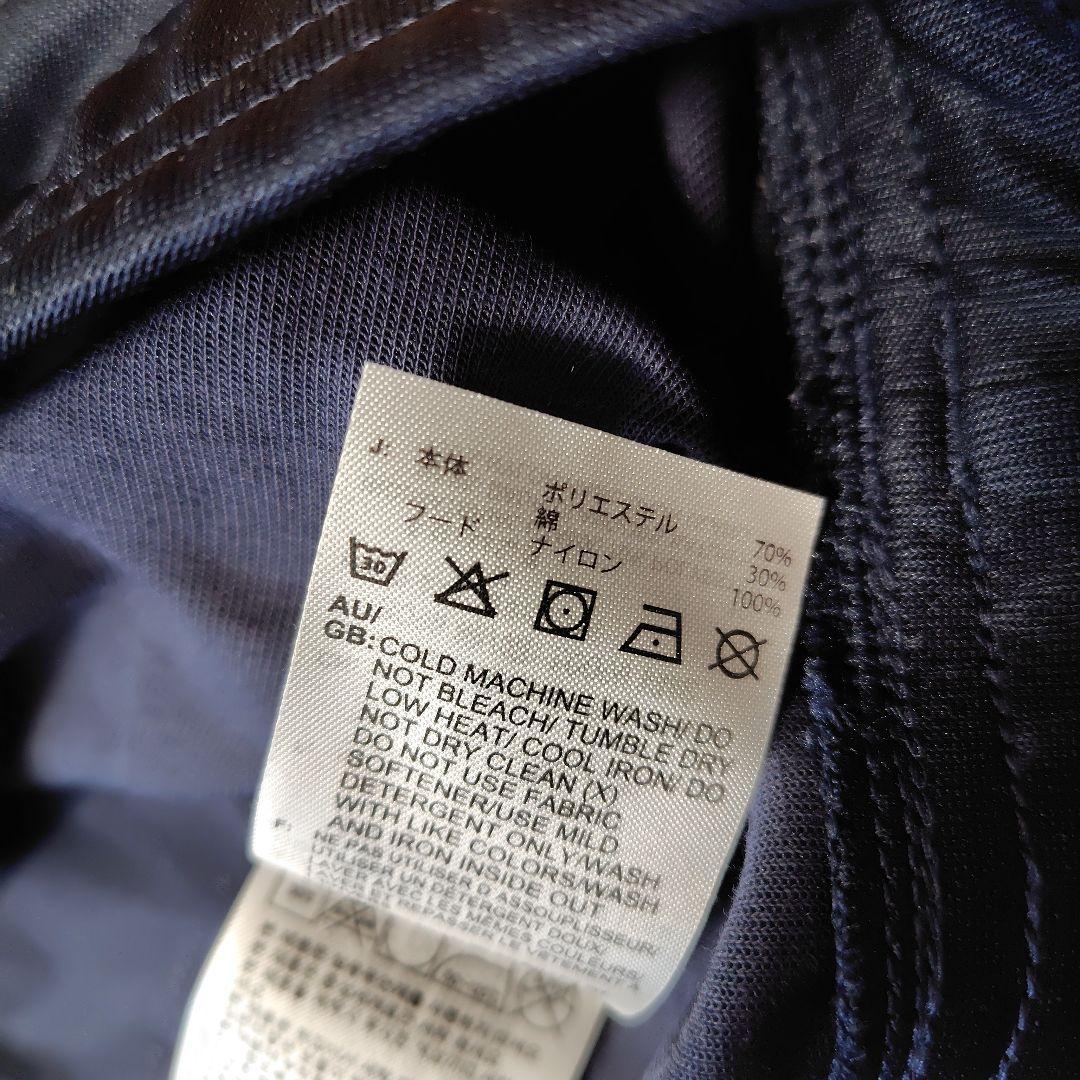 J: 本体 ポリエステル 70%
綿 30%
フード ナイロン 100%
30
AU/
GB: COLD MACHINE WASH/ DO
NOT BLEACH/ TUMBLE DRY
LOW HEAT/ COOL IRON/ DO
NOT DRY CLEAN (X)
DO NOT USE FABRIC
SOFTENER/USE MILD
DETERGENT ONLY/WASH
WITH LIKE COLORS/WASH
AND IRON INSIDE OUT
F: NE PAS UTILISER D'ASSOUPLISSEUR/
UTILISER UN DÉTERGENT DOUX/
LAVER AVEC LES MÊMES COULEURS/
LE VÊTEMENT À